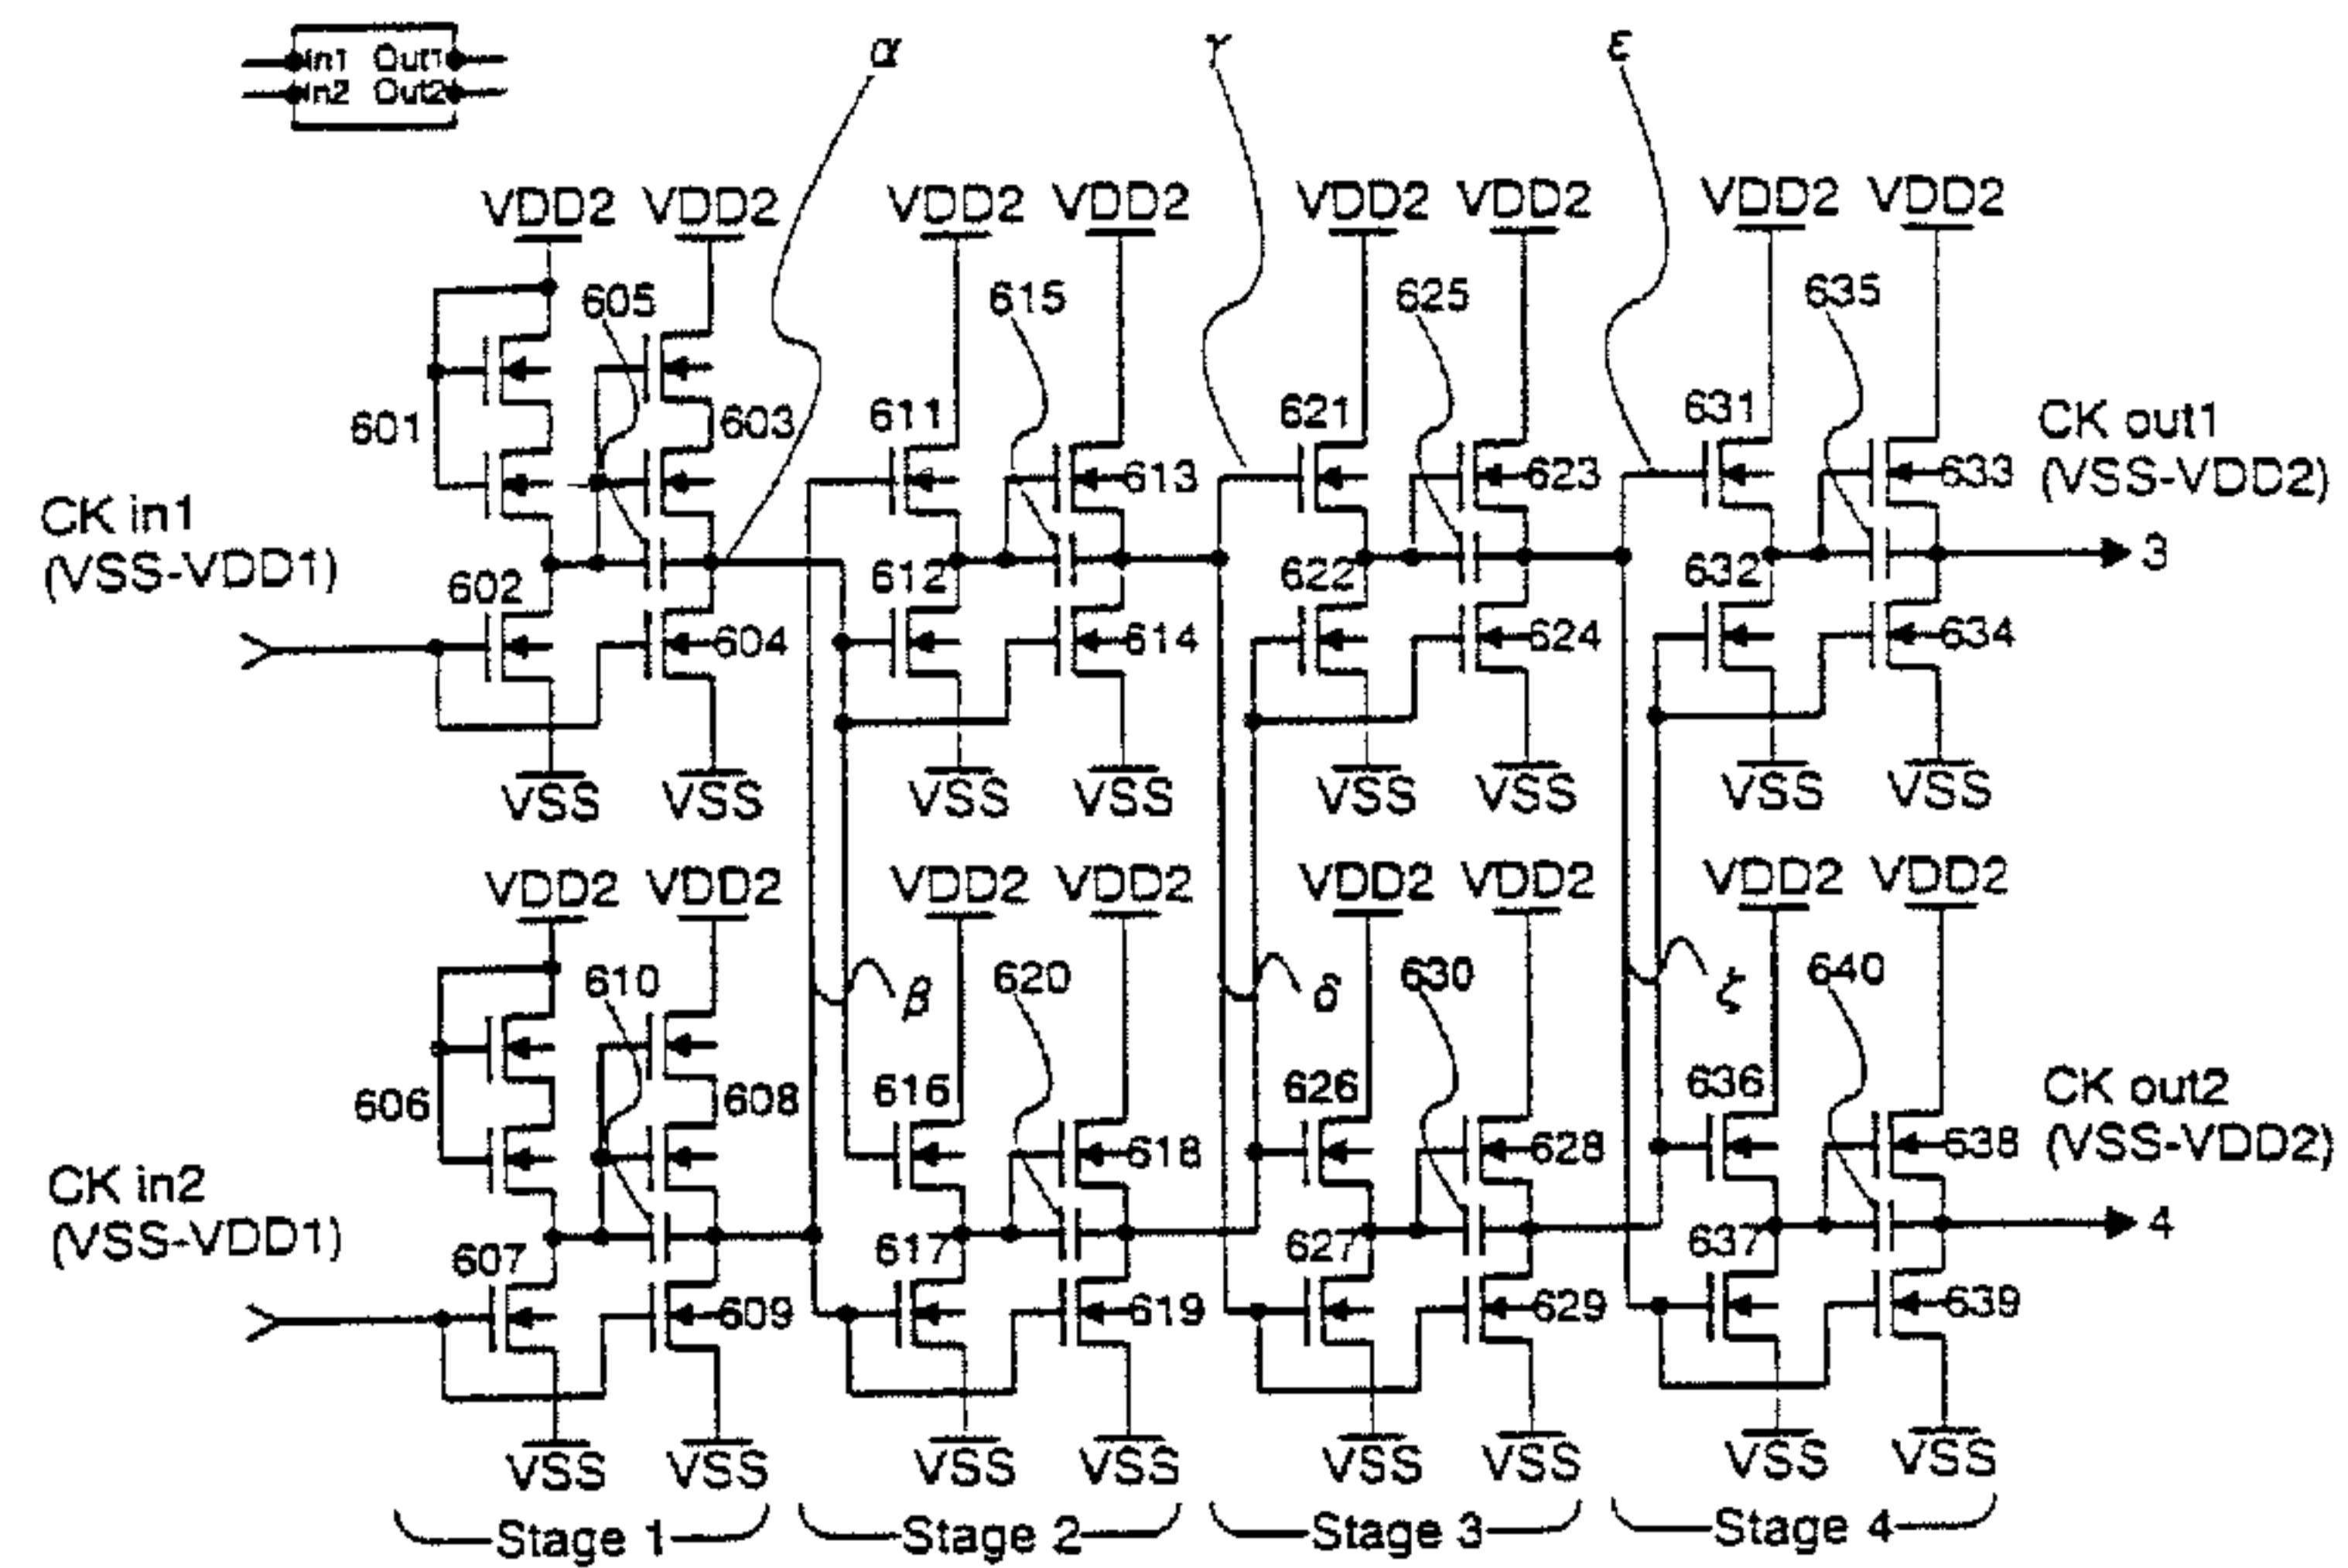 In1 Out1
In2 Out2
α γ ε
VDD2 VDD2 VDD2 VDD2 VDD2 VDD2 VDD2 VDD2
605 615 625 635
601 603 611 613 621 623 631 633
CK in1
(VSS-VDD1)
CK out1
(VSS-VDD2)
3
602 604 612 614 622 624 632 634
VSS VSS VSS VSS VSS VSS VSS VSS
VDD2 VDD2 VDD2 VDD2 VDD2 VDD2 VDD2 VDD2
610 β 620 δ 630 ζ 640
606 608 616 618 626 628 636 638
CK in2
(VSS-VDD1)
CK out2
(VSS-VDD2)
4
607 609 617 619 627 629 637 639
VSS VSS VSS VSS VSS VSS VSS VSS
Stage 1 Stage 2 Stage 3 Stage 4